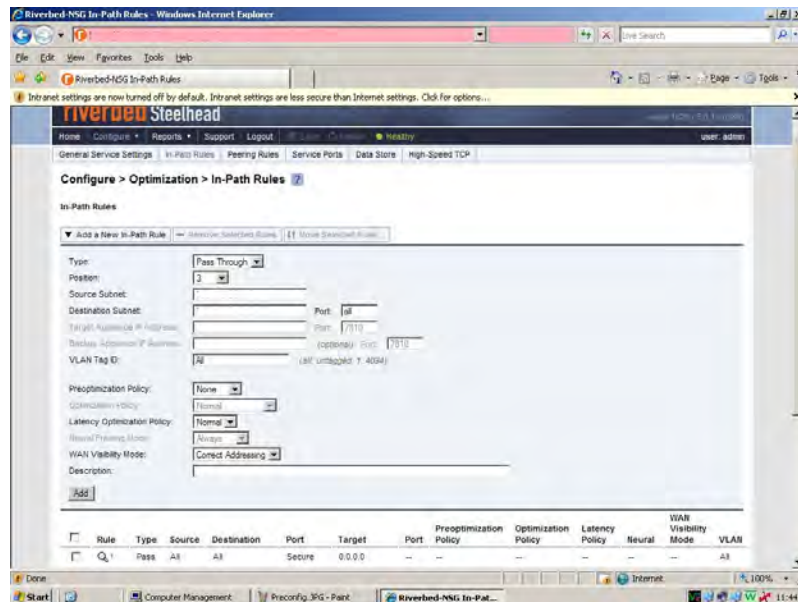 Riverbed-NSG In-Path Rules - Windows Internet Explorer
Live Search
File Edit View Favorites Tools Help
Riverbed-NSG In-Path Rules
Page Tools
Intranet settings are now turned off by default. Intranet settings are less secure than Internet settings. Click for options...
riverbed Steelhead
Home Configure Reports Support Logout Healthy user: admin
General Service Settings In-Path Rules Peering Rules Service Ports Data Store High-Speed TCP
Configure > Optimization > In-Path Rules ?
In-Path Rules
Add a New In-Path Rule Remove Selected Rules Move Selected Rules...
Type: Pass Through
Position: 3
Source Subnet:
Destination Subnet: Port: all
Target Appliance IP Address: Port: 7810
Backup Appliance IP Address: (optional) Port: 7810
VLAN Tag ID: All (all, untagged, 1, 4094)
Preoptimization Policy: None
Optimization Policy: Normal
Latency Optimization Policy: Normal
Neural Framing Mode: Always
WAN Visibility Mode: Correct Addressing
Description:
Add
Rule Type Source Destination Port Target Port Preoptimization Policy Optimization Policy Latency Policy Neural WAN Visibility Mode VLAN
1 Pass All All Secure 0.0.0.0 -- -- -- -- -- -- All
Done Internet 100%
Start Computer Management Preconfig.JPG - Paint Riverbed-NSG In-Pat... 11:44